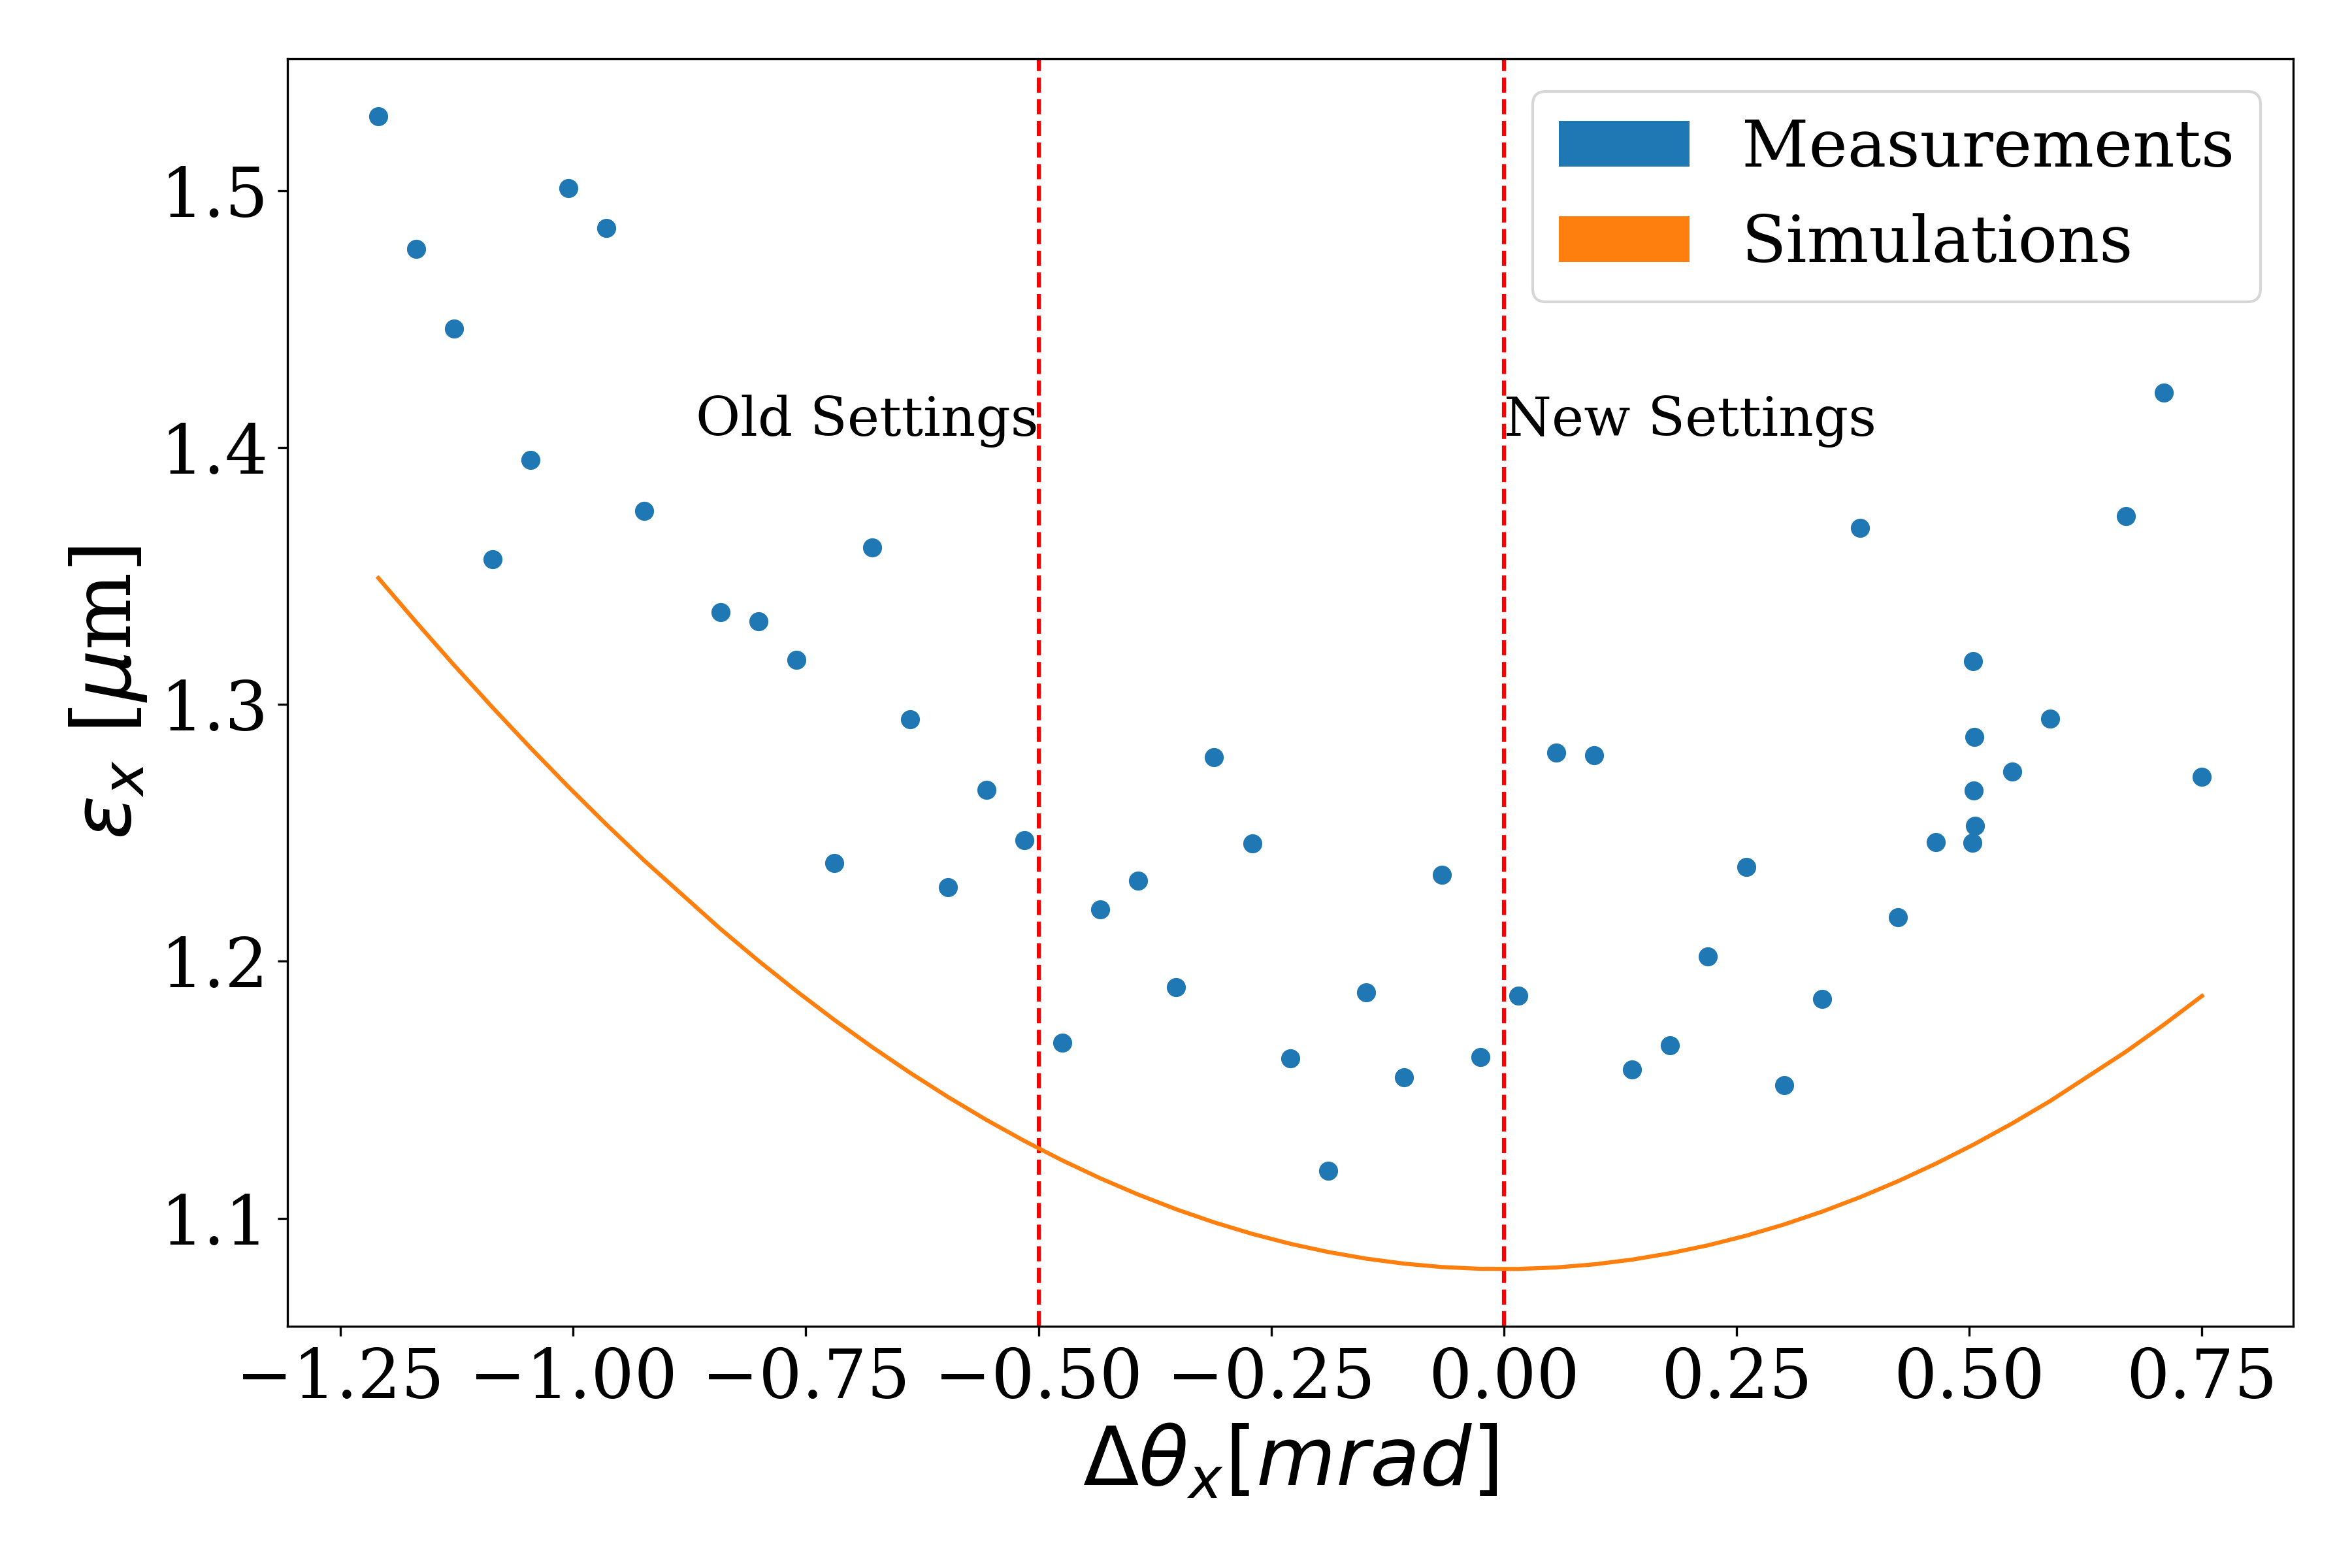 Measurements
Simulations
Old Settings
New Settings
1.5
1.4
1.3
1.2
1.1
εₓ [μm]
−1.25 −1.00 −0.75 −0.50 −0.25 0.00 0.25 0.50 0.75
Δθₓ[mrad]